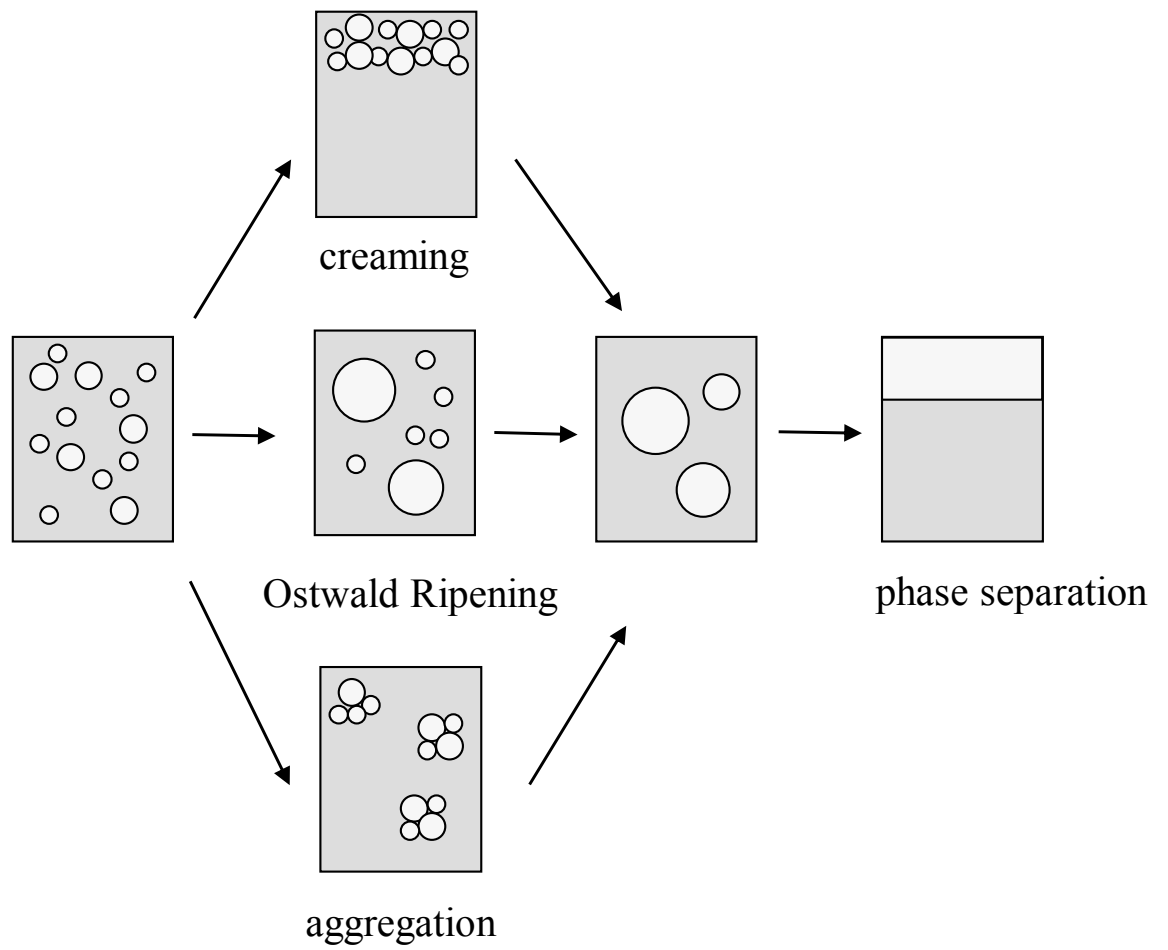 creaming
Ostwald Ripening
phase separation
aggregation